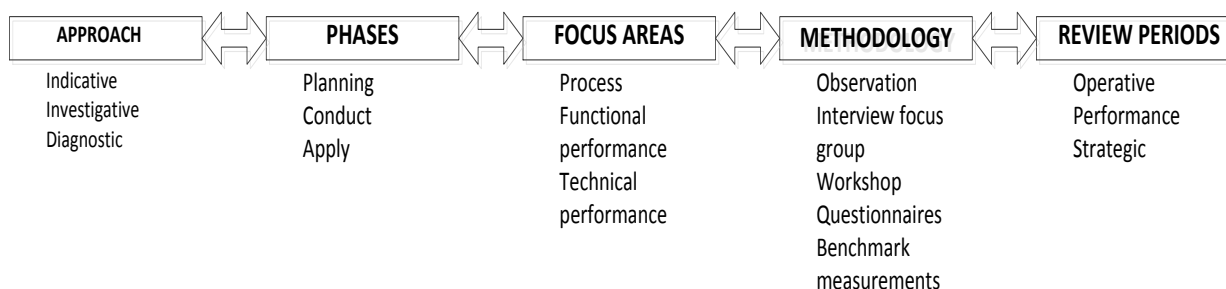 APPROACH
Indicative
Investigative
Diagnostic
PHASES
Planning
Conduct
Apply
FOCUS AREAS
Process
Functional
performance
Technical
performance
METHODOLOGY
Observation
Interview focus
group
Workshop
Questionnaires
Benchmark
measurements
REVIEW PERIODS
Operative
Performance
Strategic